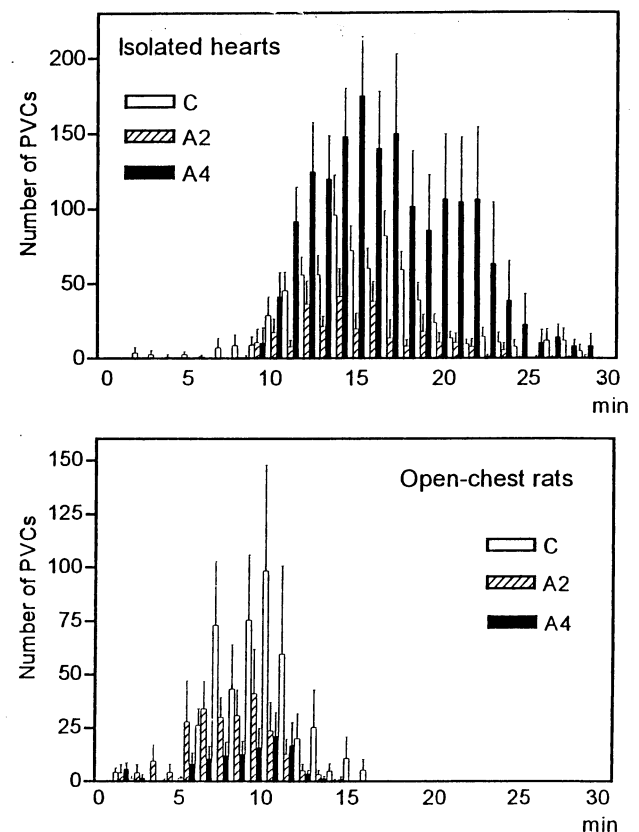 Isolated hearts
C
A2
A4
Number of PVCs
200
150
100
50
0
0 5 10 15 20 25 30
min
Open-chest rats
C
A2
A4
Number of PVCs
150
125
100
75
50
25
0
0 5 10 15 20 25 30
min